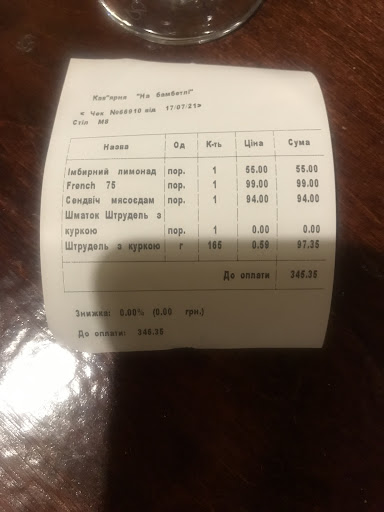 Кав"ярня "На бамбетлі"
< Чек №68910 від 17/07/21>
Стіл М8
Назва Од К-ть Ціна Сума
Імбирний лимонад пор. 1 55.00 55.00
French 75 пор. 1 99.00 99.00
Сендвіч мясоєдам пор. 1 94.00 94.00
Шматок Штрудель з
куркою пор. 1 0.00 0.00
Штрудель з куркою г 165 0.59 97.35
До оплати 345.35
Знижка: 0.00% (0.00 грн.)
До оплати: 345.35